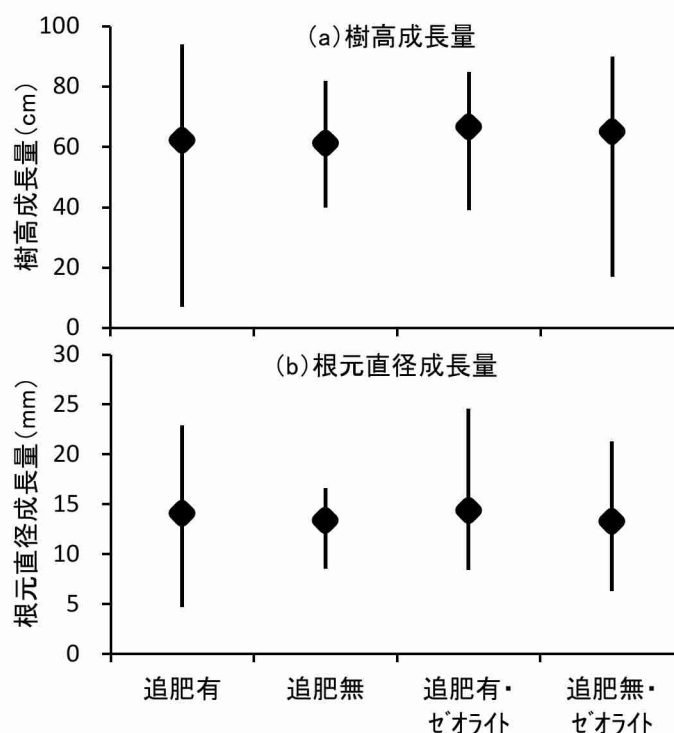 (a)樹高成長量
樹高成長量(cm)
100
80
60
40
20
0
(b)根元直径成長量
根元直径成長量(mm)
30
25
20
15
10
5
0
追肥有
追肥無
追肥有・
ｾﾞｵﾗｲﾄ
追肥無・
ｾﾞｵﾗｲﾄ